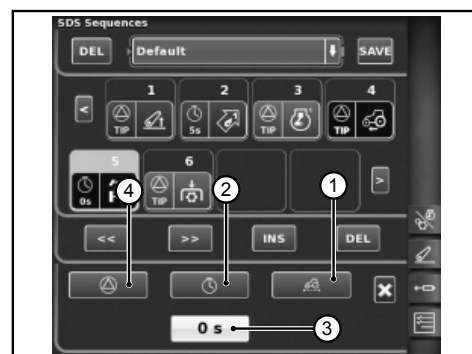 SDS Sequences
DEL Default SAVE
1 2 3 4
< TIP 5s TIP TIP
5 6
0s TIP >
4 2 1
<< >> INS DEL
0 s 3